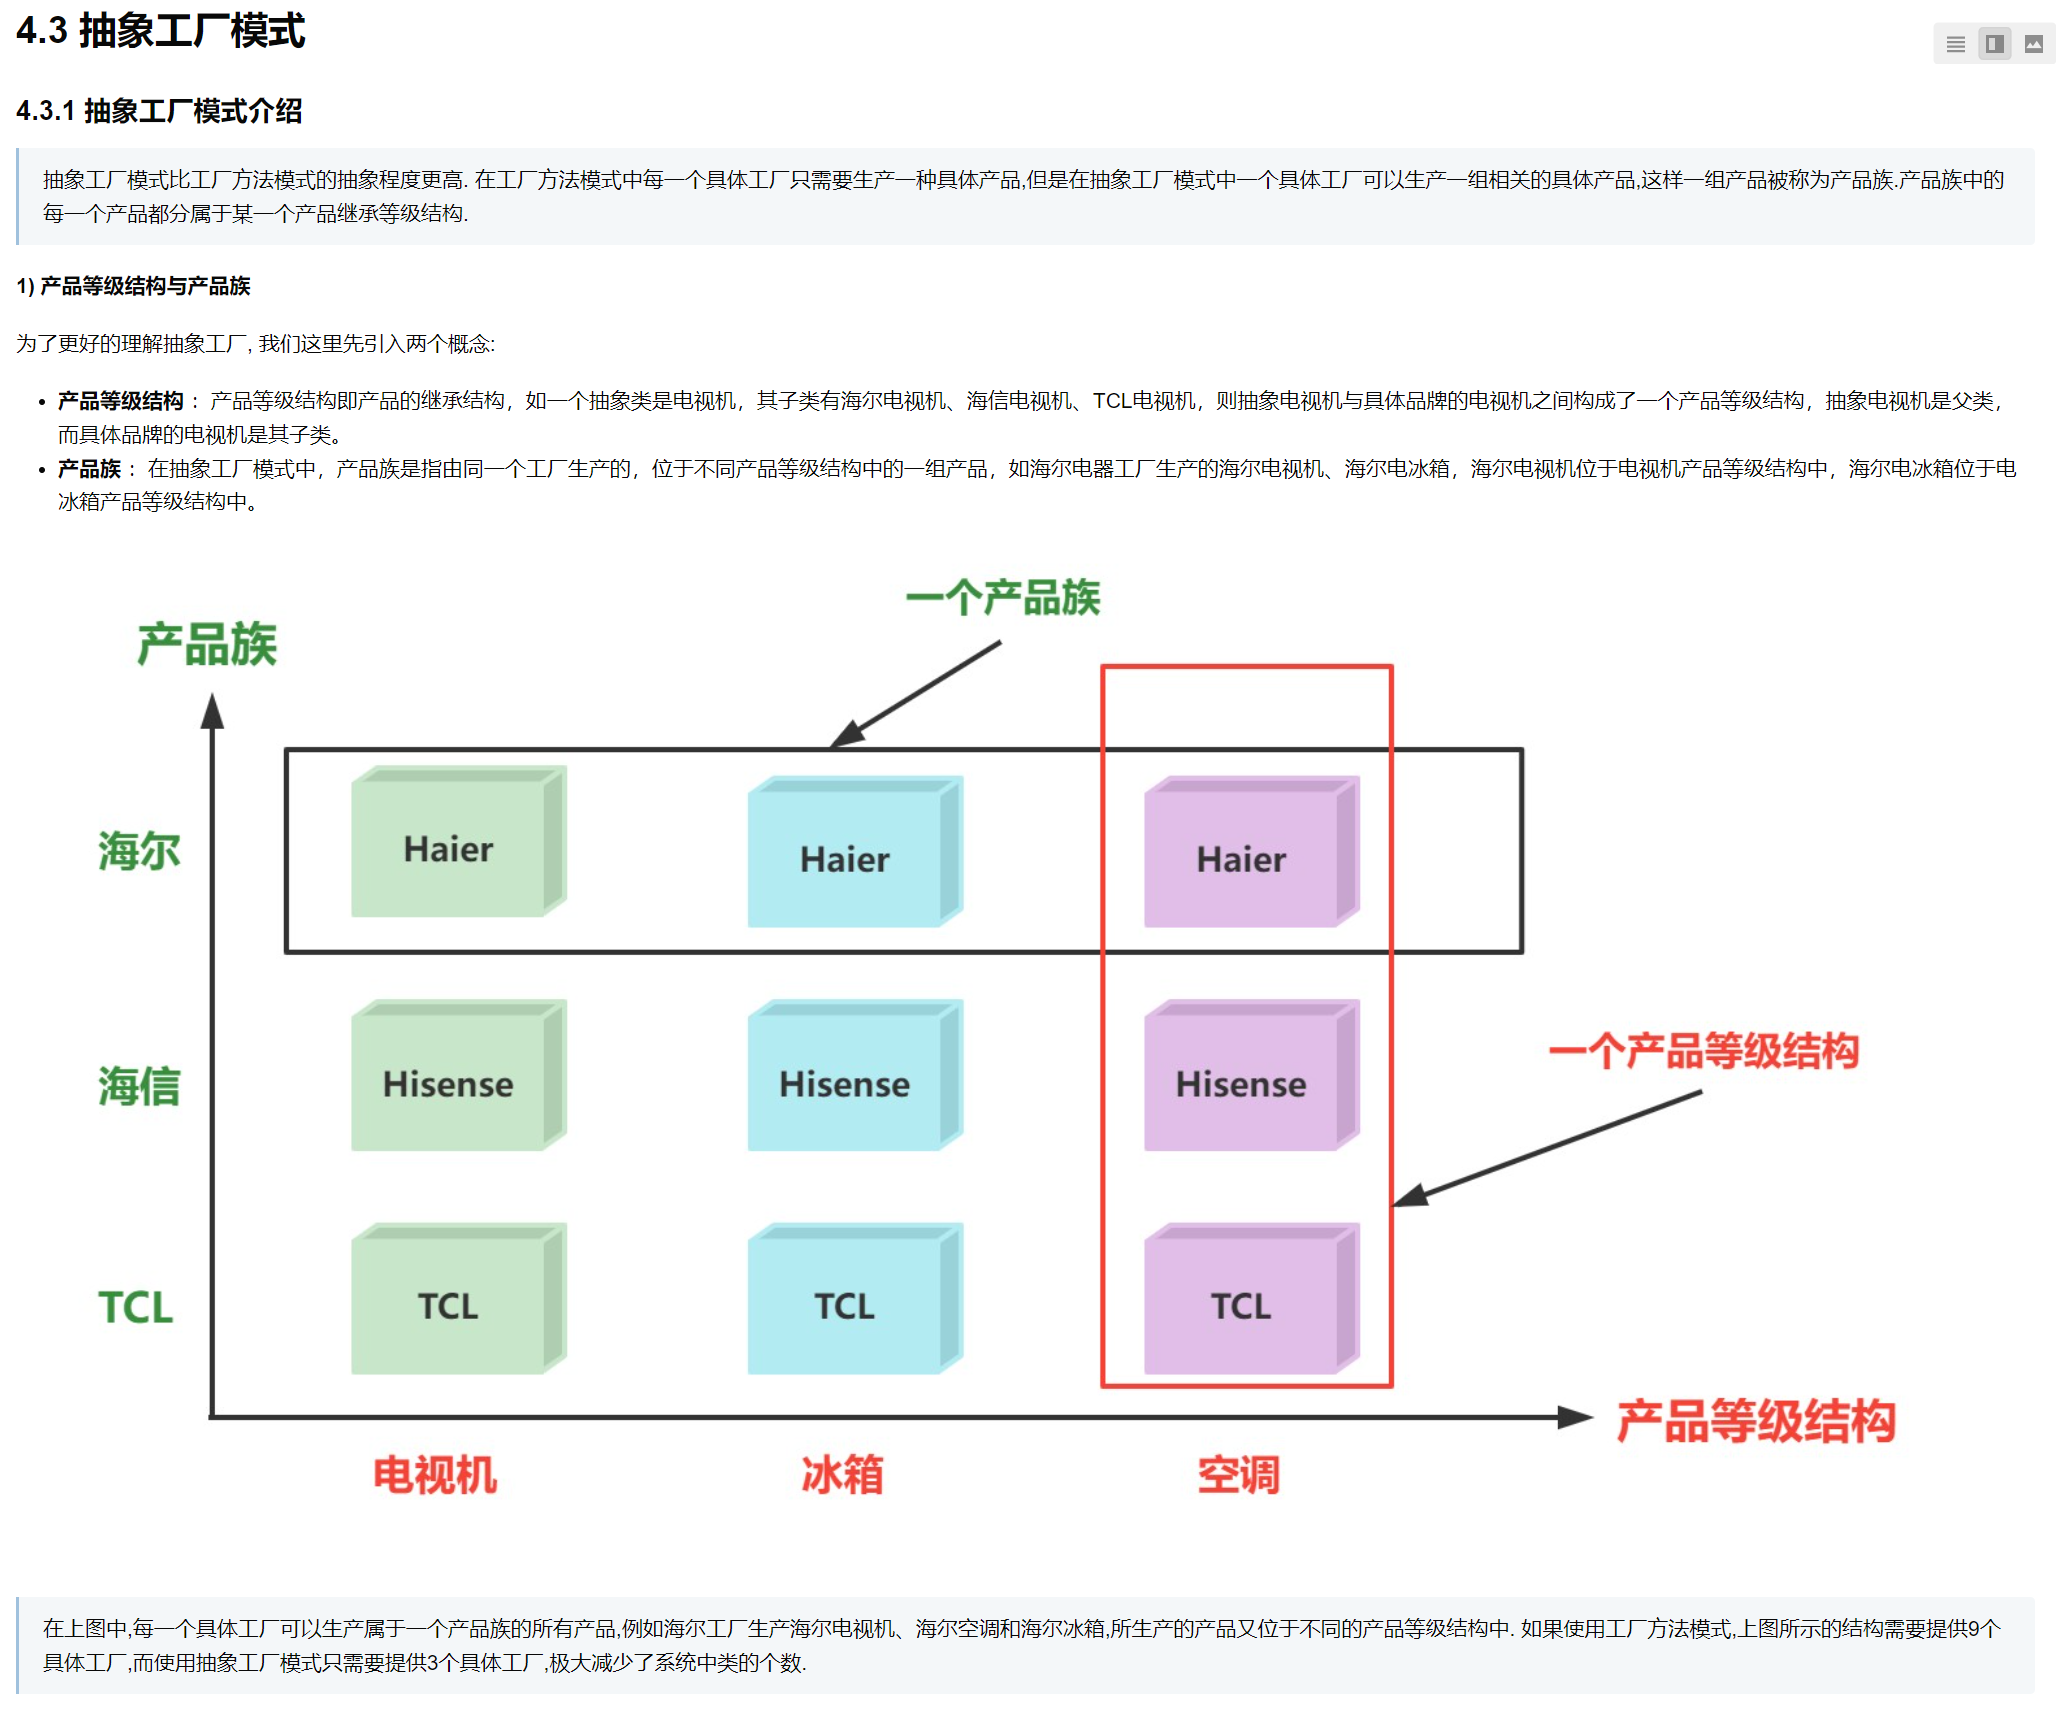 4.3 抽象工厂模式
4.3.1 抽象工厂模式介绍
抽象工厂模式比工厂方法模式的抽象程度更高. 在工厂方法模式中每一个具体工厂只需要生产一种具体产品,但是在抽象工厂模式中一个具体工厂可以生产一组相关的具体产品,这样一组产品被称为产品族.产品族中的
每一个产品都分属于某一个产品继承等级结构.
1) 产品等级结构与产品族
为了更好的理解抽象工厂, 我们这里先引入两个概念:
产品等级结构 ：产品等级结构即产品的继承结构，如一个抽象类是电视机，其子类有海尔电视机、海信电视机、TCL电视机，则抽象电视机与具体品牌的电视机之间构成了一个产品等级结构，抽象电视机是父类，
而具体品牌的电视机是其子类。
产品族 ：在抽象工厂模式中，产品族是指由同一个工厂生产的，位于不同产品等级结构中的一组产品，如海尔电器工厂生产的海尔电视机、海尔电冰箱，海尔电视机位于电视机产品等级结构中，海尔电冰箱位于电
冰箱产品等级结构中。
一个产品族
产品族
海尔 Haier Haier Haier
海信 Hisense Hisense Hisense
一个产品等级结构
TCL TCL TCL TCL
产品等级结构
电视机 冰箱 空调
在上图中,每一个具体工厂可以生产属于一个产品族的所有产品,例如海尔工厂生产海尔电视机、海尔空调和海尔冰箱,所生产的产品又位于不同的产品等级结构中. 如果使用工厂方法模式,上图所示的结构需要提供9个
具体工厂,而使用抽象工厂模式只需要提供3个具体工厂,极大减少了系统中类的个数.